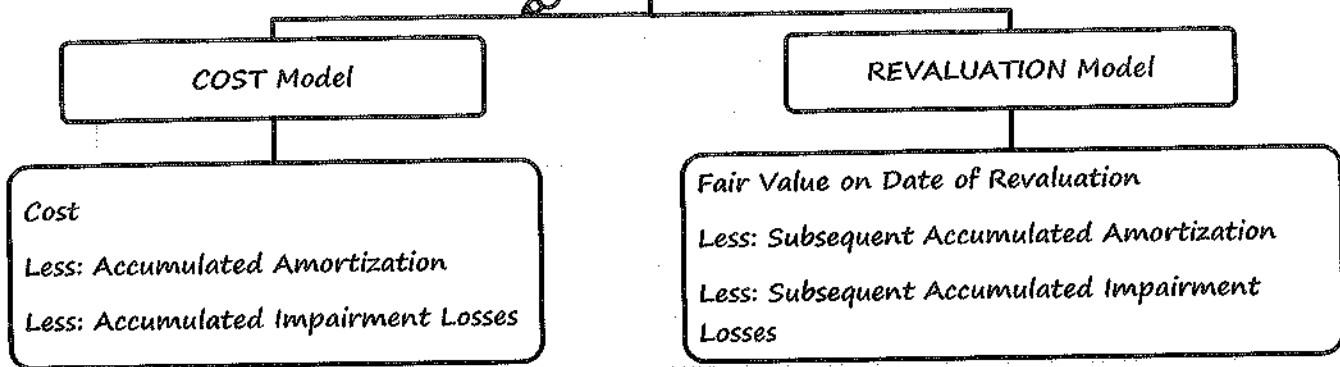 COST Model
REVALUATION Model
Cost
Less: Accumulated Amortization
Less: Accumulated Impairment Losses
Fair Value on Date of Revaluation
Less: Subsequent Accumulated Amortization
Less: Subsequent Accumulated Impairment
Losses